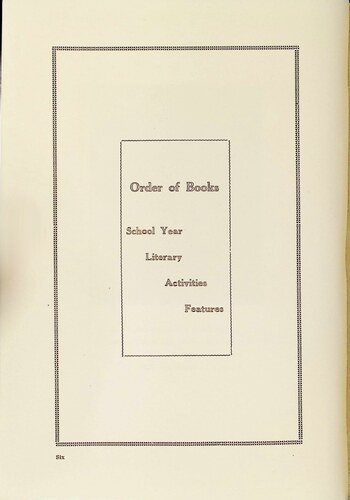 Order of Books
School Year
Literary
Activities
Features
Six